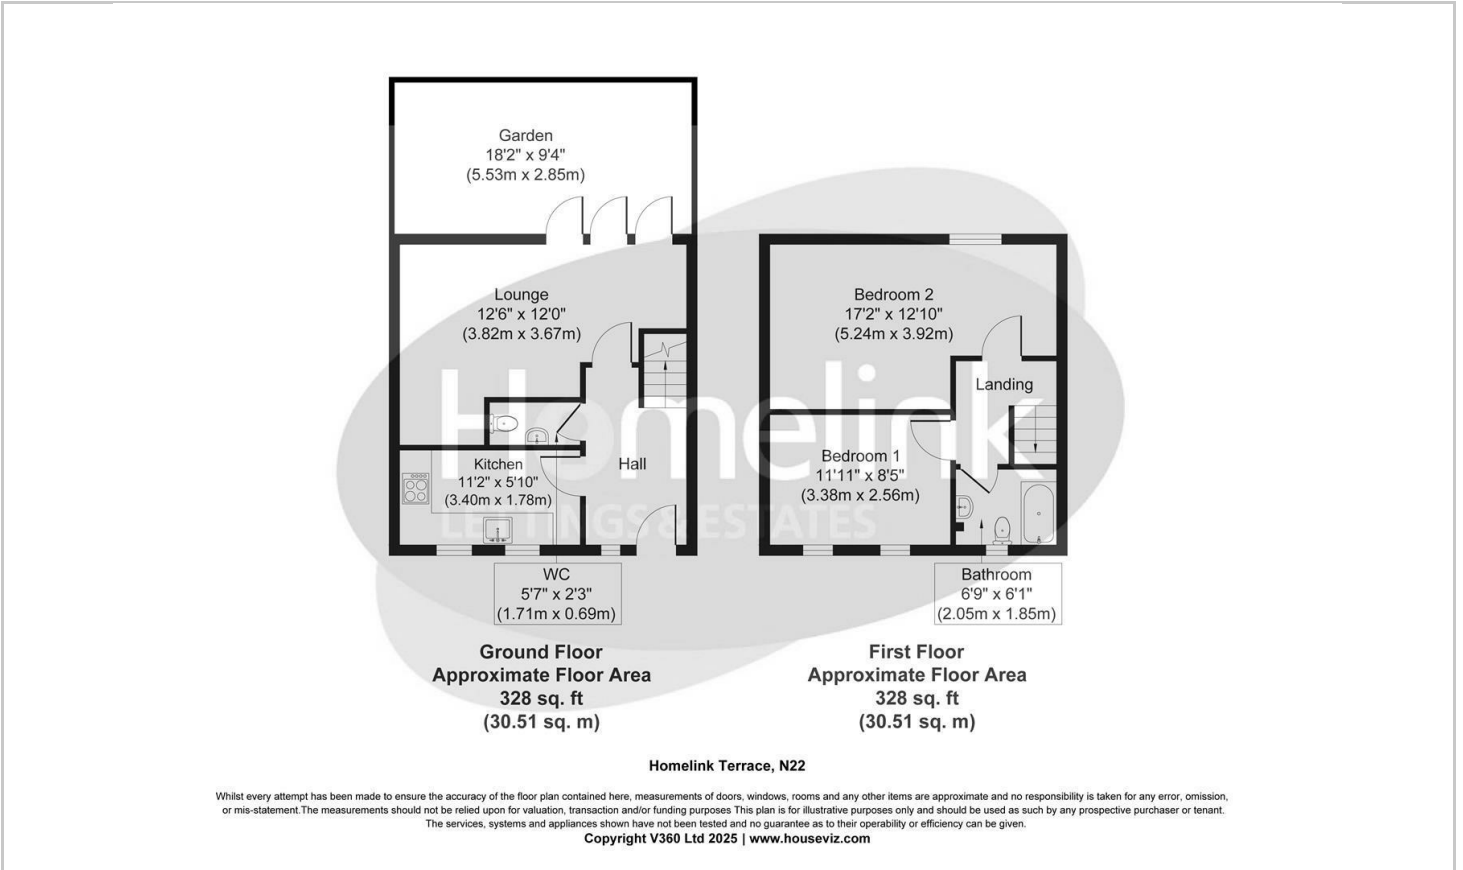 Garden
18'2" x 9'4"
(5.53m x 2.85m)
Lounge
12'6" x 12'0"
(3.82m x 3.67m)
Kitchen
11'2" x 5'10"
(3.40m x 1.78m)
Hall
WC
5'7" x 2'3"
(1.71m x 0.69m)
Bedroom 2
17'2" x 12'10"
(5.24m x 3.92m)
Landing
Bedroom 1
11'11" x 8'5"
(3.38m x 2.56m)
Bathroom
6'9" x 6'1"
(2.05m x 1.85m)
Homelink
LETTINGS & ESTATES
Ground Floor
Approximate Floor Area
328 sq. ft
(30.51 sq. m)
First Floor
Approximate Floor Area
328 sq. ft
(30.51 sq. m)
Homelink Terrace, N22
Whilst every attempt has been made to ensure the accuracy of the floor plan contained here, measurements of doors, windows, rooms and any other items are approximate and no responsibility is taken for any error, omission,
or mis-statement.The measurements should not be relied upon for valuation, transaction and/or funding purposes This plan is for illustrative purposes only and should be used as such by any prospective purchaser or tenant.
The services, systems and appliances shown have not been tested and no guarantee as to their operability or efficiency can be given.
Copyright V360 Ltd 2025 | www.houseviz.com